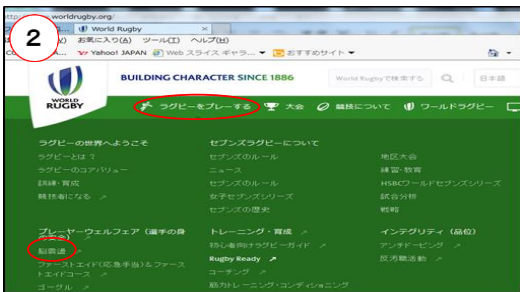 2
worldrugby.org/
World Rugby
お気に入り(A) ツール(T) ヘルプ(H)
Yahoo! JAPAN Web スライス ギャラ... おすすめサイト
WORLD RUGBY
BUILDING CHARACTER SINCE 1886
World Rugbyで検索する
日本語
ラグビーをプレーする 大会 競技について ワールドラグビー
ラグビーの世界へようこそ
ラグビーとは？
ラグビーのコアバリュー
訓練・育成
競技者になる
セブンズラグビーについて
セブンズのルール
ニュース
セブンズのルール
女子セブンズシリーズ
セブンズの歴史
地区大会
練習・教育
HSBCワールドセブンズシリーズ
試合分析
戦略
プレーヤーウェルフェア（選手の身の安全）
脳震盪
ファーストエイド(応急手当)＆ファーストエイドコース
ゴーグル
トレーニング・育成
初心者向けラグビーガイド
Rugby Ready
コーチング
筋力トレーニング・コンディショニング
インテグリティ（品位）
アンチドーピング
反汚職活動